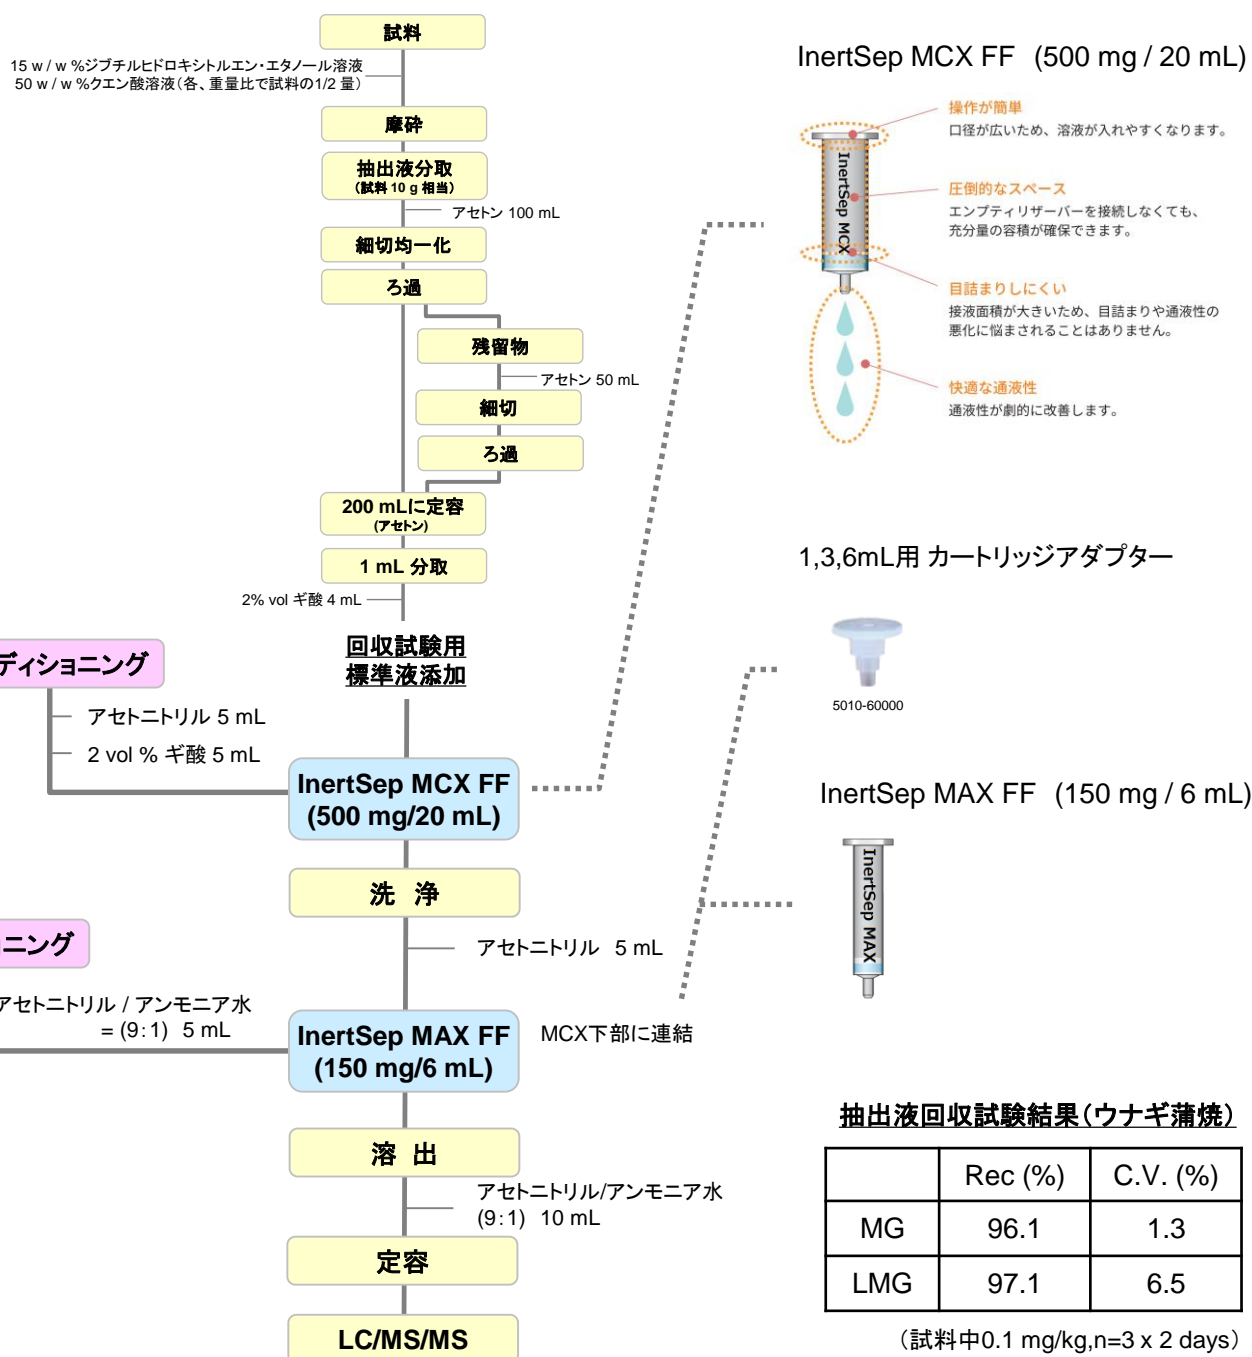 試料
15 w / w %ジブチルヒドロキシトルエン・エタノール溶液
50 w / w %クエン酸溶液（各、重量比で試料の1/2 量）
摩砕
抽出液分取
（試料 10 g 相当）
アセトン 100 mL
細切均一化
ろ過
残留物
アセトン 50 mL
細切
ろ過
200 mLに定容
(アセトン)
1 mL 分取
2% vol ギ酸 4 mL
回収試験用
標準液添加
ディショニング
アセトニトリル 5 mL
2 vol % ギ酸 5 mL
InertSep MCX FF
(500 mg/20 mL)
洗 浄
アセトニトリル 5 mL
ニング
アセトニトリル / アンモニア水
= (9:1) 5 mL
InertSep MAX FF
(150 mg/6 mL)
MCX下部に連結
溶 出
アセトニトリル/アンモニア水
(9:1) 10 mL
定容
LC/MS/MS
InertSep MCX FF (500 mg / 20 mL)
InertSep MCX
操作が簡単
口径が広いため、溶液が入れやすくなります。
圧倒的なスペース
エンプティリザーバーを接続しなくても、
充分量の容積が確保できます。
目詰まりしにくい
接液面積が大きいため、目詰まりや通液性の
悪化に悩まされることはありません。
快適な通液性
通液性が劇的に改善します。
1,3,6mL用 カートリッジアダプター
5010-60000
InertSep MAX FF (150 mg / 6 mL)
InertSep MAX
抽出液回収試験結果（ウナギ蒲焼）
Rec (%) C.V. (%)
MG 96.1 1.3
LMG 97.1 6.5
（試料中0.1 mg/kg,n=3 x 2 days）